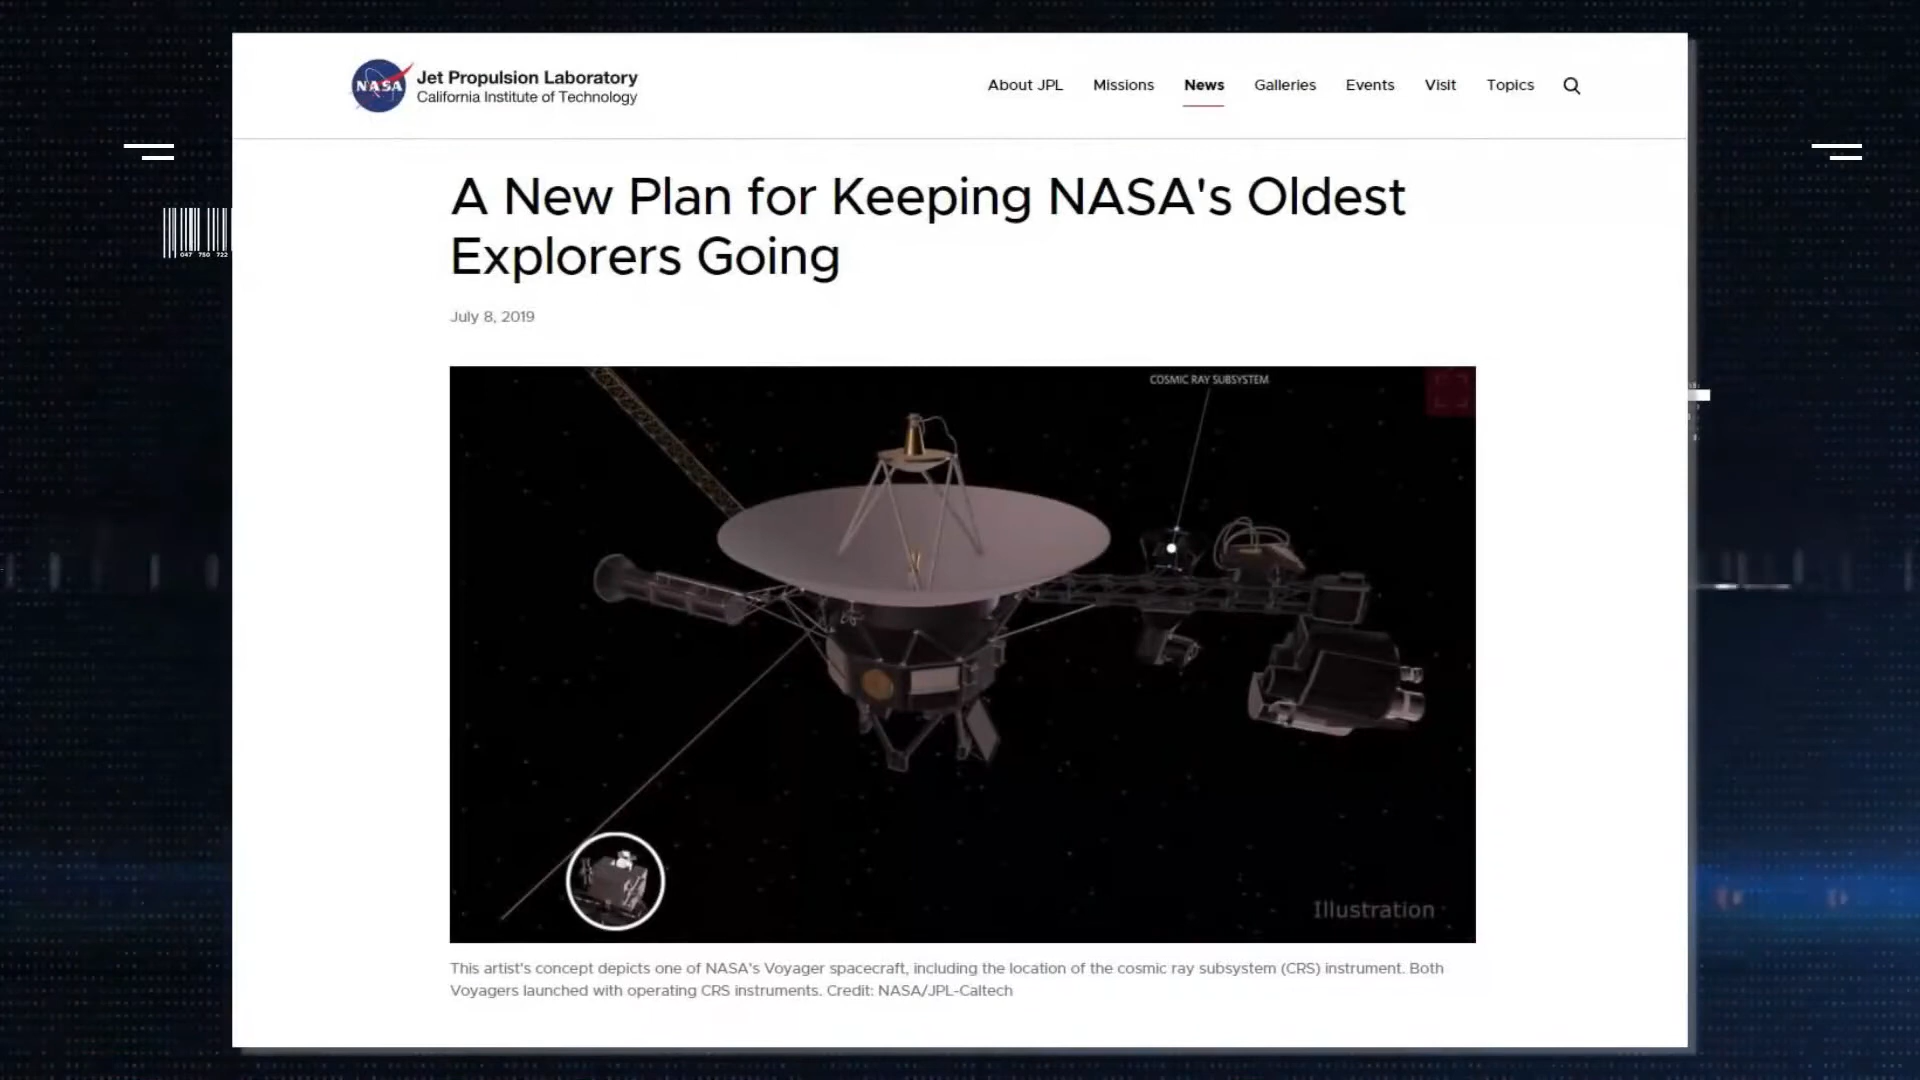 NASA
Jet Propulsion Laboratory
California Institute of Technology
About JPL Missions News Galleries Events Visit Topics
A New Plan for Keeping NASA's Oldest
Explorers Going
047 750 722
July 8, 2019
COSMIC RAY SUBSYSTEM
Illustration
This artist's concept depicts one of NASA's Voyager spacecraft, including the location of the cosmic ray subsystem (CRS) instrument. Both
Voyagers launched with operating CRS instruments. Credit: NASA/JPL-Caltech